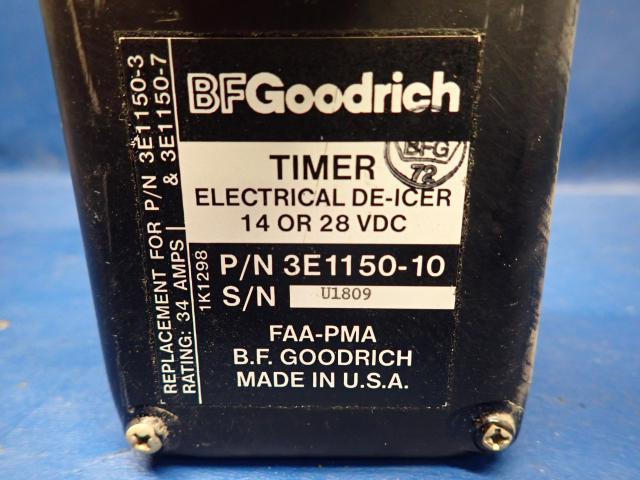 BFGoodrich
BFG
72
TIMER
ELECTRICAL DE-ICER
14 OR 28 VDC
P/N 3E1150-10
S/N U1809
FAA-PMA
B.F. GOODRICH
MADE IN U.S.A.
REPLACEMENT FOR P/N 3E1150-3
& 3E1150-7
RATING: 34 AMPS
1K1298